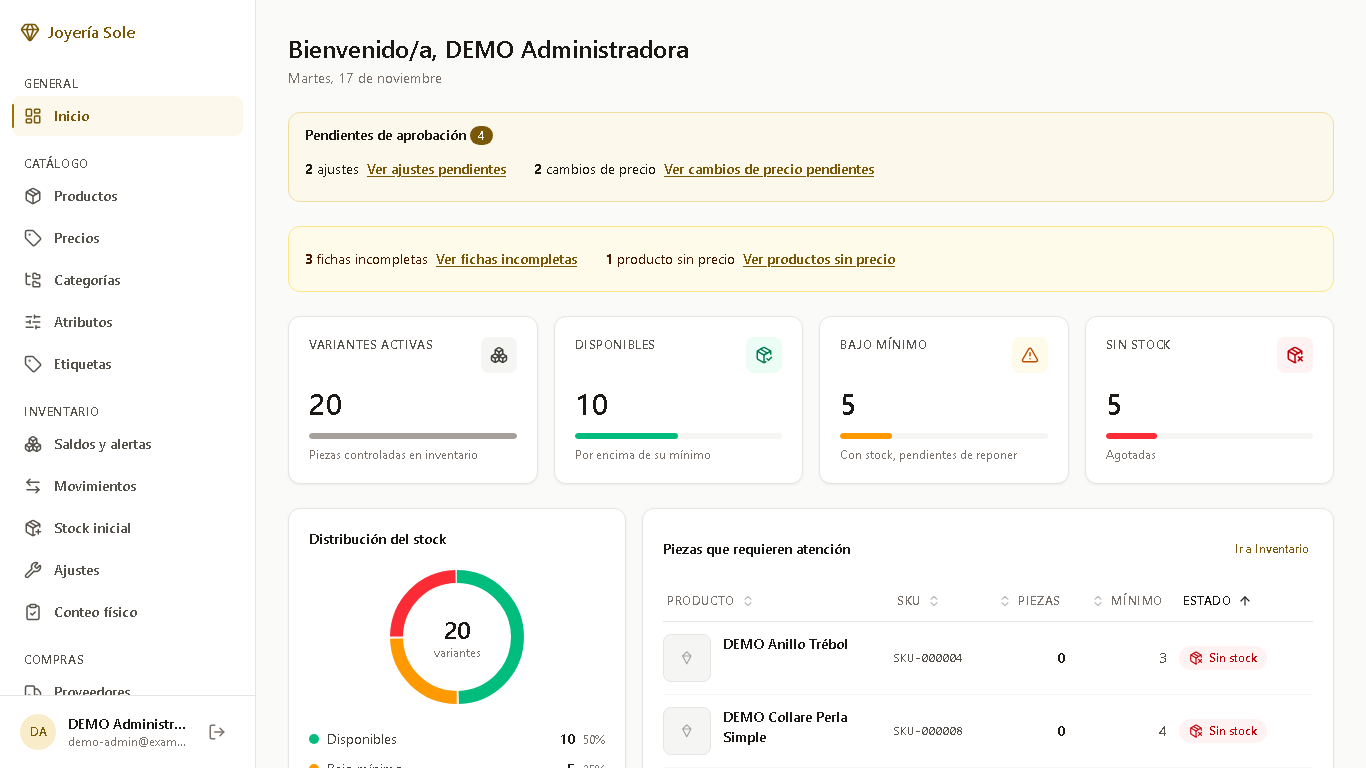 Joyería Sole
GENERAL
Inicio
CATÁLOGO
Productos
Precios
Categorías
Atributos
Etiquetas
INVENTARIO
Saldos y alertas
Movimientos
Stock inicial
Ajustes
Conteo físico
COMPRAS
Proveedores
DA
DEMO Administr...
demo-admin@exam...
Bienvenido/a, DEMO Administradora
Martes, 17 de noviembre
Pendientes de aprobación 4
2 ajustes Ver ajustes pendientes 2 cambios de precio Ver cambios de precio pendientes
3 fichas incompletas Ver fichas incompletas 1 producto sin precio Ver productos sin precio
VARIANTES ACTIVAS
20
Piezas controladas en inventario
DISPONIBLES
10
Por encima de su mínimo
BAJO MÍNIMO
5
Con stock, pendientes de reponer
SIN STOCK
5
Agotadas
Distribución del stock
20
variantes
Disponibles 10 50%
Bajo mínimo 5 25%
Piezas que requieren atención
Ir a Inventario
PRODUCTO SKU PIEZAS MÍNIMO ESTADO
DEMO Anillo Trébol SKU-000004 0 3 Sin stock
DEMO Collare Perla
Simple
SKU-000008 0 4 Sin stock